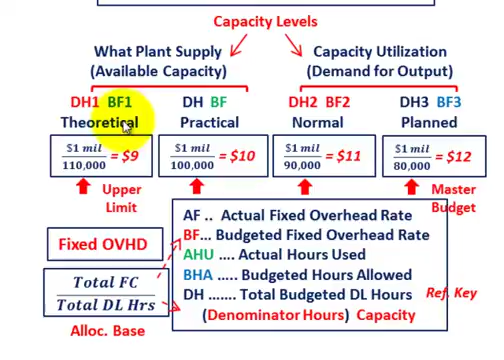 Capacity Levels
What Plant Supply
(Available Capacity)
Capacity Utilization
(Demand for Output)
DH1 BF1
Theoretical
DH BF
Practical
DH2 BF2
Normal
DH3 BF3
Planned
$1 mil / 110,000 = $9
$1 mil / 100,000 = $10
$1 mil / 90,000 = $11
$1 mil / 80,000 = $12
Upper
Limit
Master
Budget
Fixed OVHD
Total FC
Total DL Hrs
Alloc. Base
AF .. Actual Fixed Overhead Rate
BF... Budgeted Fixed Overhead Rate
AHU .... Actual Hours Used
BHA ..... Budgeted Hours Allowed
DH ....... Total Budgeted DL Hours
(Denominator Hours) Capacity
Ref. Key